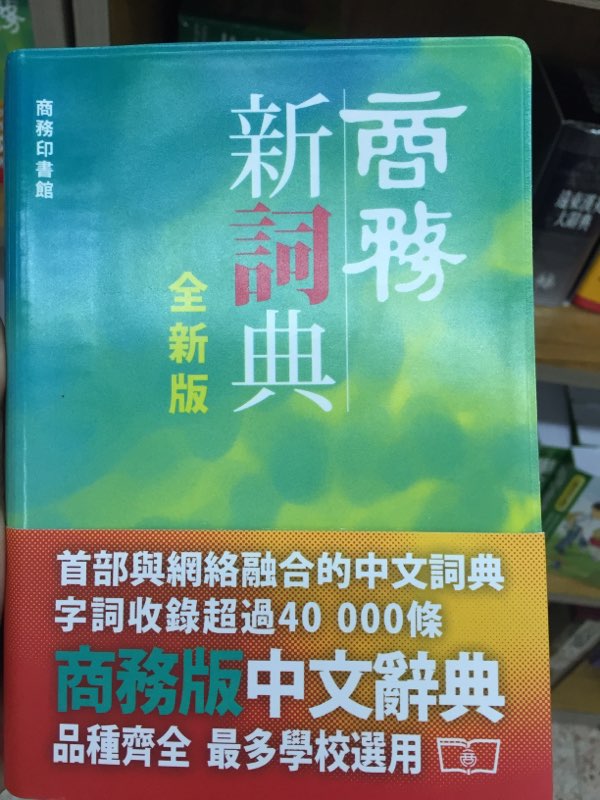 商務
新詞典
全新版
商務印書館
首部與網絡融合的中文詞典
字詞收錄超過40 000條
商務版中文辭典
品種齊全 最多學校選用